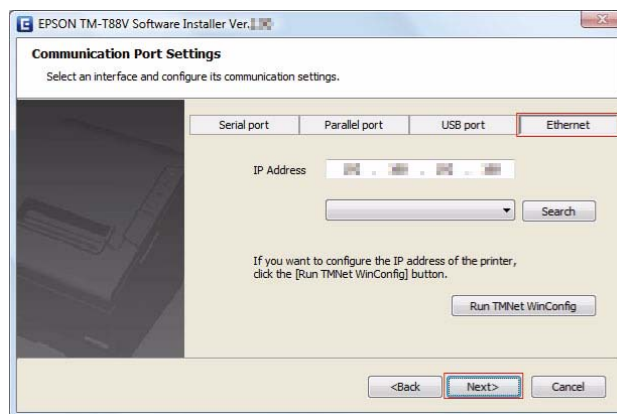 EPSON TM-T88V Software Installer Ver.
Communication Port Settings
Select an interface and configure its communication settings.
Serial port Parallel port USB port Ethernet
IP Address
Search
If you want to configure the IP address of the printer,
click the [Run TMNet WinConfig] button.
Run TMNet WinConfig
<Back Next> Cancel